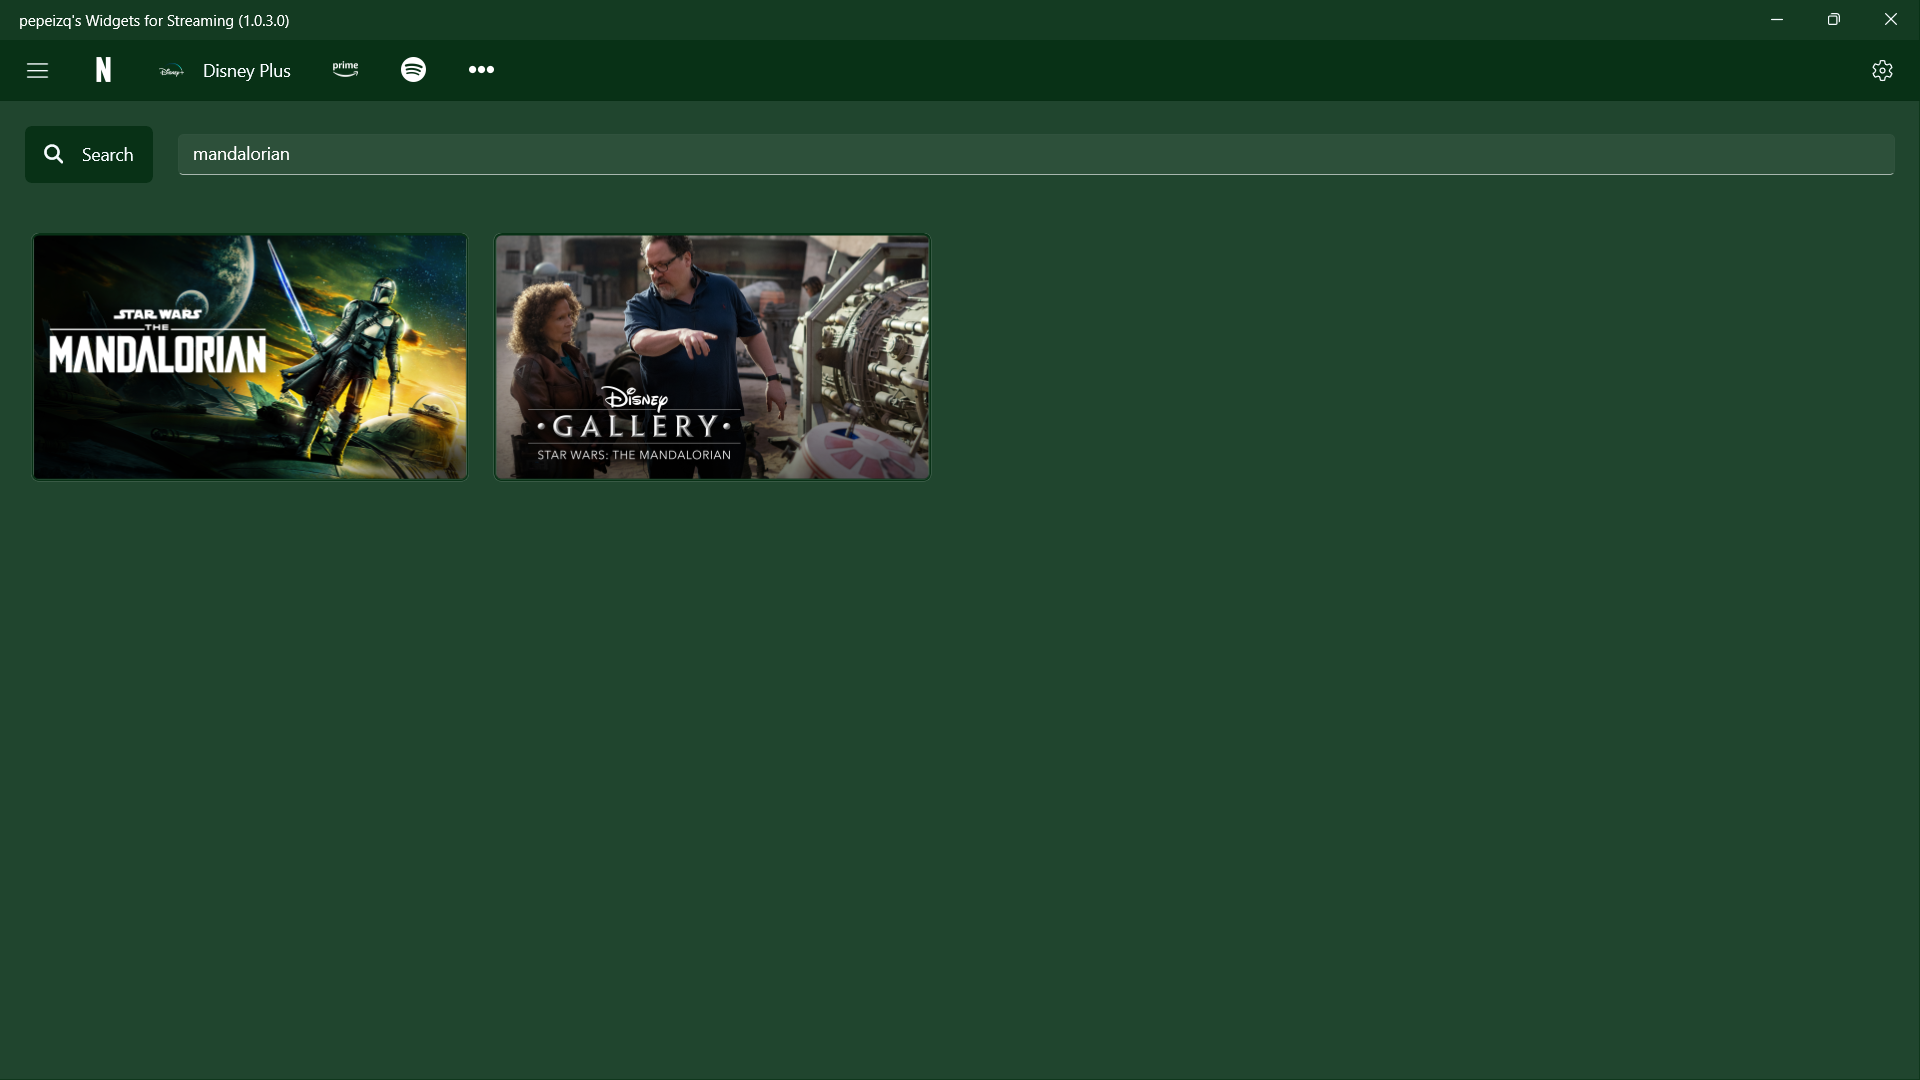 pepeizq's Widgets for Streaming (1.0.3.0)
N
Disney+
Disney Plus
prime
Search
mandalorian
STAR WARS
THE
MANDALORIAN
Disney
·GALLERY·
STAR WARS: THE MANDALORIAN